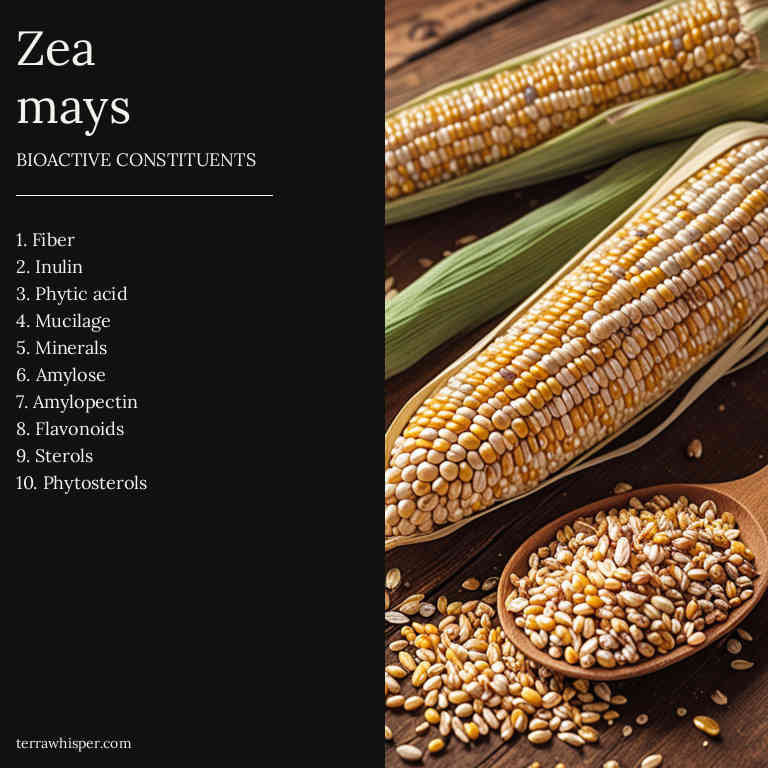 Zea
mays
BIOACTIVE CONSTITUENTS
1. Fiber
2. Inulin
3. Phytic acid
4. Mucilage
5. Minerals
6. Amylose
7. Amylopectin
8. Flavonoids
9. Sterols
10. Phytosterols
terrawhisper.com